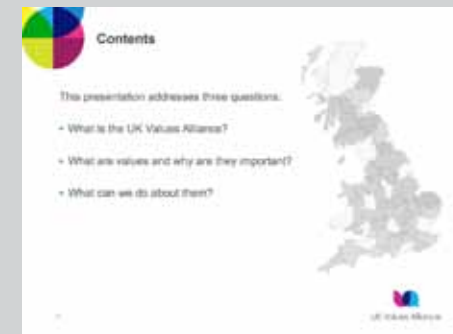 Contents
This presentation addresses three questions:
• What is the UK Values Alliance?
• What are values and why are they important?
• What can we do about them?
UK Values Alliance